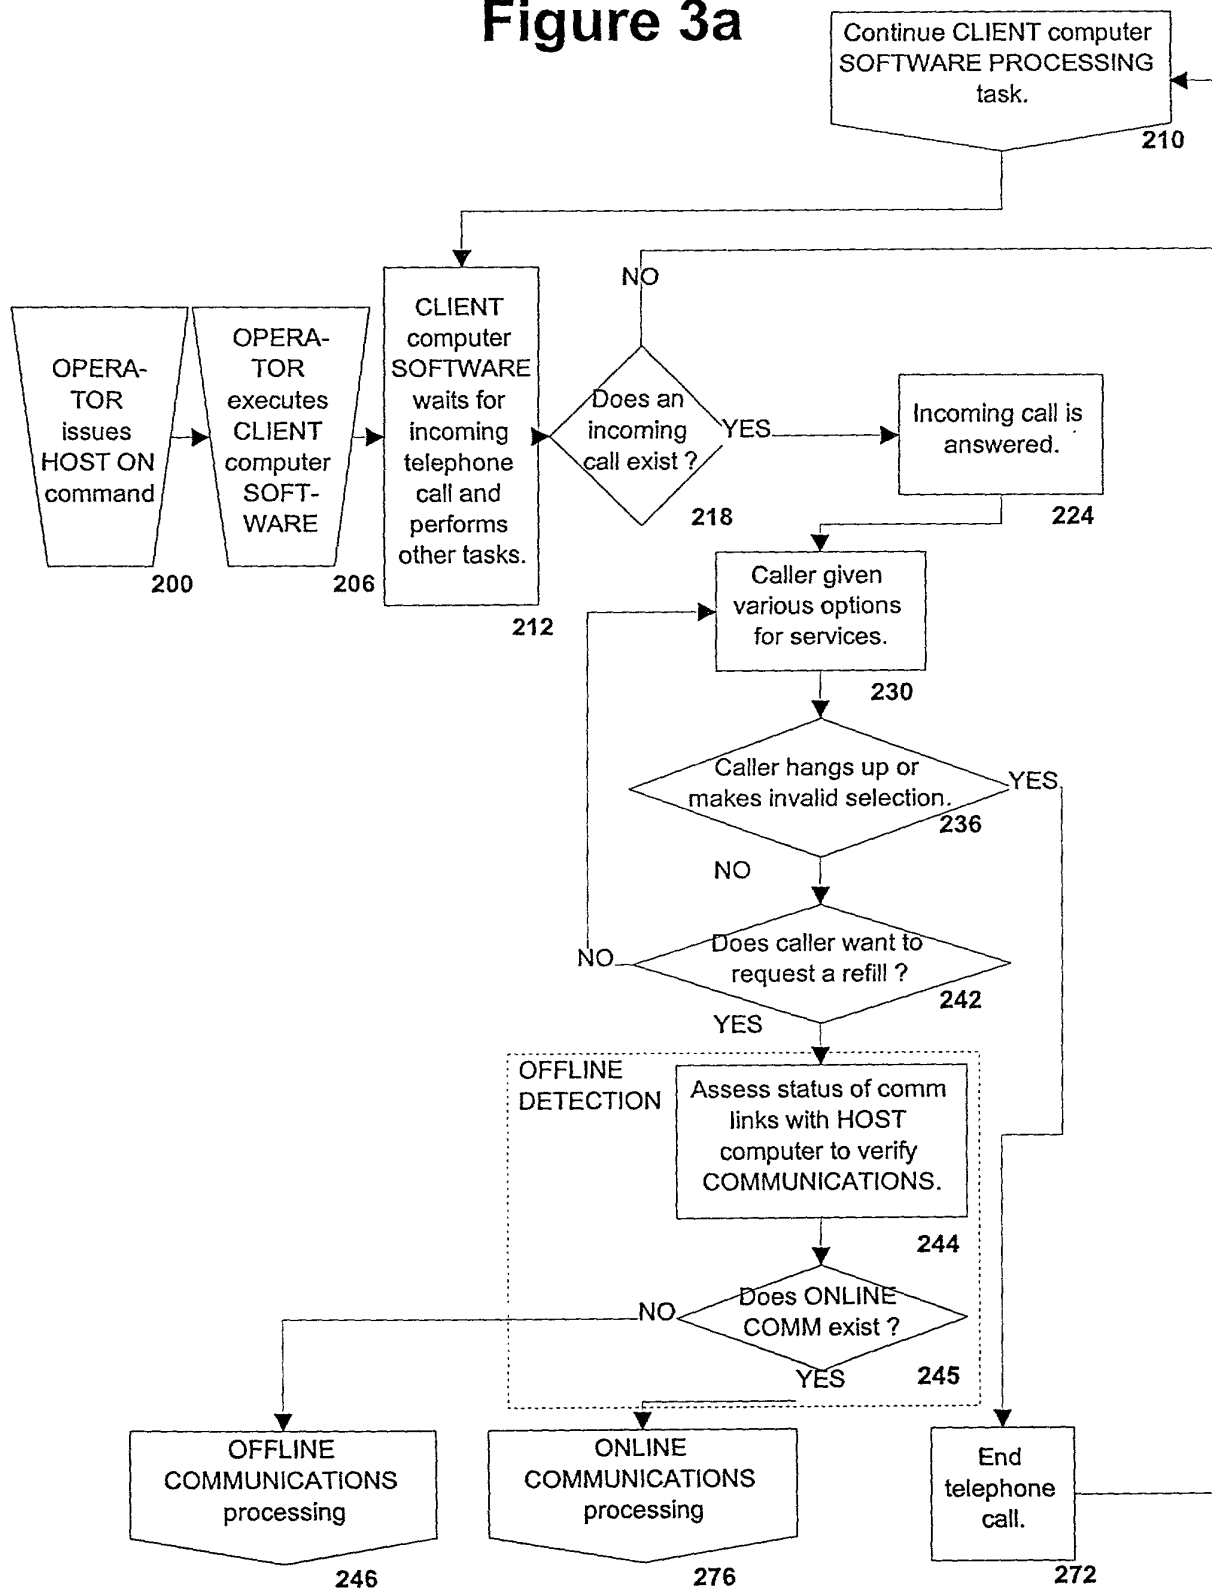 Figure 3a
Continue CLIENT computer
SOFTWARE PROCESSING
task.
210
OPERA-
TOR
issues
HOST ON
command
200
OPERA-
TOR
executes
CLIENT
computer
SOFT-
WARE
206
CLIENT
computer
SOFTWARE
waits for
incoming
telephone
call and
performs
other tasks.
212
NO
Does an
incoming
call exist ?
YES
218
Incoming call is
answered.
224
Caller given
various options
for services.
230
Caller hangs up or
makes invalid selection.
YES
236
NO
Does caller want to
request a refill ?
NO
242
YES
OFFLINE
DETECTION
Assess status of comm
links with HOST
computer to verify
COMMUNICATIONS.
244
Does ONLINE
COMM exist ?
NO
YES
245
OFFLINE
COMMUNICATIONS
processing
246
ONLINE
COMMUNICATIONS
processing
276
End
telephone
call.
272